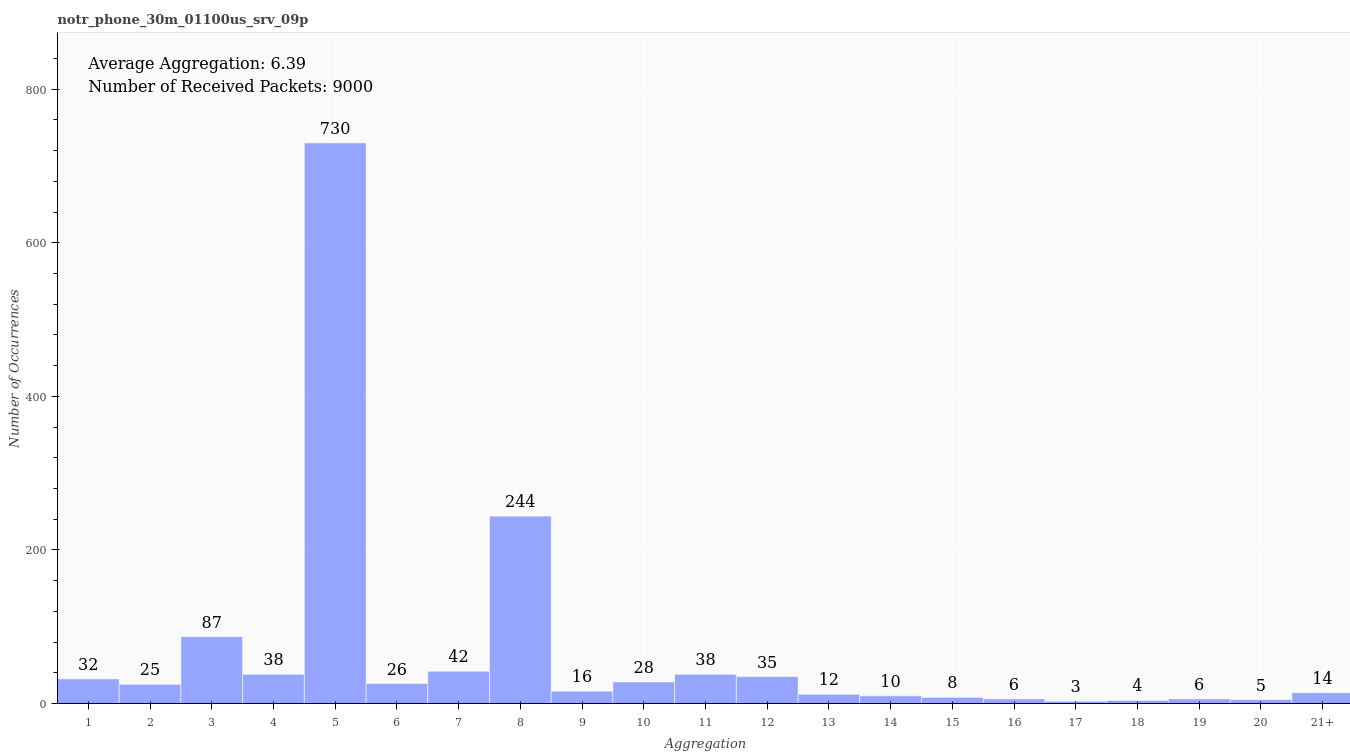 notr_phone_30m_01100us_srv_09p
Average Aggregation: 6.39
Number of Received Packets: 9000
800
600
400
200
0
Number of Occurrences
32 25 87 38 730 26 42 244 16 28 38 35 12 10 8 6 3 4 6 5 14
1 2 3 4 5 6 7 8 9 10 11 12 13 14 15 16 17 18 19 20 21+
Aggregation